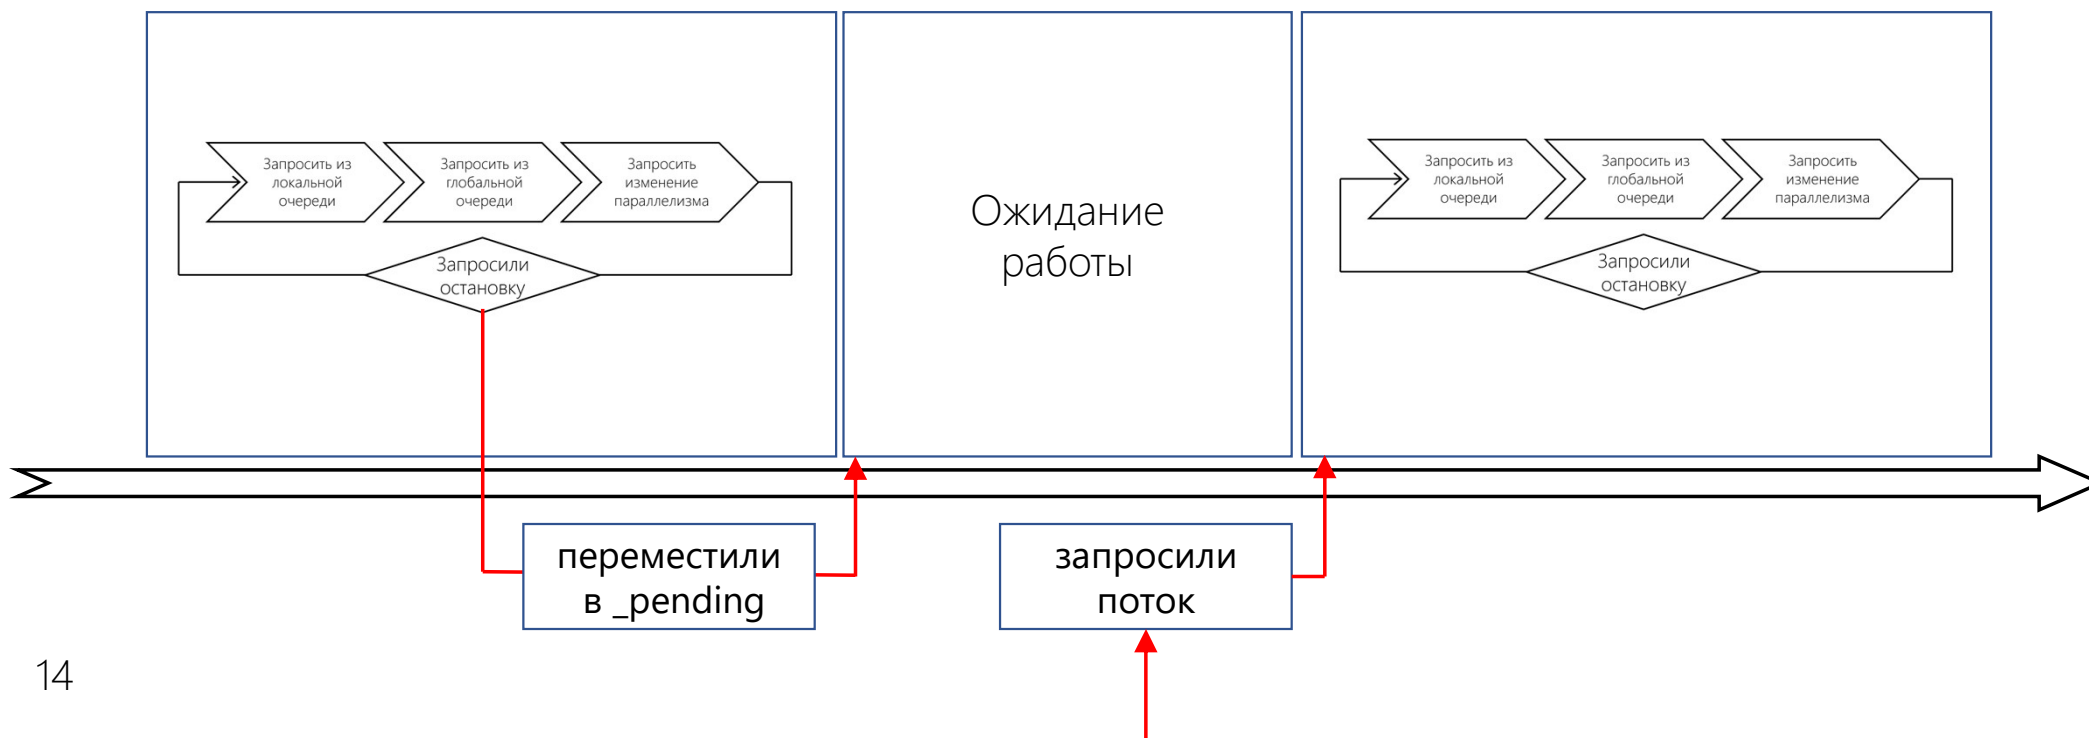 Запросить из
локальной
очереди
Запросить из
глобальной
очереди
Запросить
изменение
параллелизма
Запросили
остановку
Ожидание
работы
Запросить из
локальной
очереди
Запросить из
глобальной
очереди
Запросить
изменение
параллелизма
Запросили
остановку
переместили
в _pending
запросили
поток
14